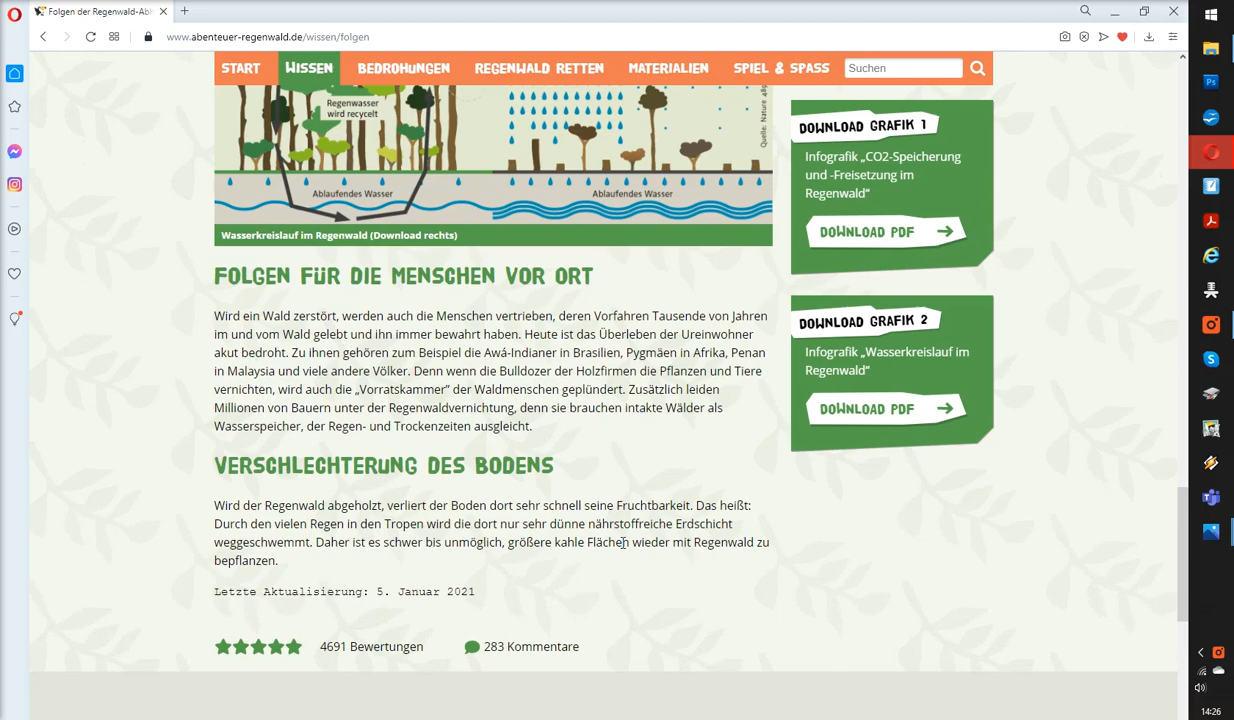 Folgen der Regenwald-Ab
www.abenteuer-regenwald.de/wissen/folgen
START WISSEN BEDROHUNGEN REGENWALD RETTEN MATERIALIEN SPIEL & SPASS Suchen
Regenwasser
wird recycelt
Quelle: Nature
Ablaufendes Wasser Ablaufendes Wasser
Wasserkreislauf im Regenwald (Download rechts)
FOLGEN FÜR DIE MENSCHEN VOR ORT
Wird ein Wald zerstört, werden auch die Menschen vertrieben, deren Vorfahren Tausende von Jahren
im und vom Wald gelebt und ihn immer bewahrt haben. Heute ist das Überleben der Ureinwohner
akut bedroht. Zu ihnen gehören zum Beispiel die Awá-Indianer in Brasilien, Pygmäen in Afrika, Penan
in Malaysia und viele andere Völker. Denn wenn die Bulldozer der Holzfirmen die Pflanzen und Tiere
vernichten, wird auch die „Vorratskammer" der Waldmenschen geplündert. Zusätzlich leiden
Millionen von Bauern unter der Regenwaldvernichtung, denn sie brauchen intakte Wälder als
Wasserspeicher, der Regen- und Trockenzeiten ausgleicht.
VERSCHLECHTERUNG DES BODENS
Wird der Regenwald abgeholzt, verliert der Boden dort sehr schnell seine Fruchtbarkeit. Das heißt:
Durch den vielen Regen in den Tropen wird die dort nur sehr dünne nährstoffreiche Erdschicht
weggeschwemmt. Daher ist es schwer bis unmöglich, größere kahle Flächen wieder mit Regenwald zu
bepflanzen.
Letzte Aktualisierung: 5. Januar 2021
4691 Bewertungen 283 Kommentare
DOWNLOAD GRAFIK 1
Infografik „CO2-Speicherung
und -Freisetzung im
Regenwald"
DOWNLOAD PDF
DOWNLOAD GRAFIK 2
Infografik „Wasserkreislauf im
Regenwald"
DOWNLOAD PDF
Ps
14:26